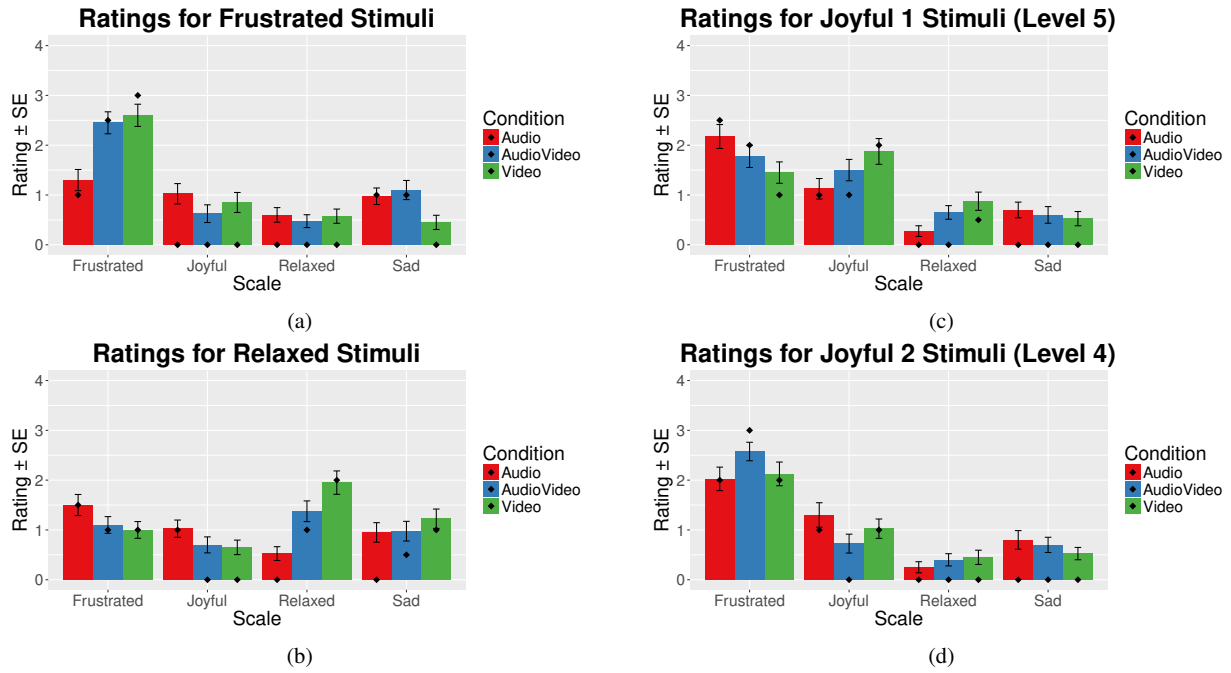 Ratings for Frustrated Stimuli
4
3
2
1
0
Rating ± SE
Frustrated Joyful Relaxed Sad
Scale
Condition
Audio
AudioVideo
Video
(a)
Ratings for Relaxed Stimuli
4
3
2
1
0
Rating ± SE
Frustrated Joyful Relaxed Sad
Scale
Condition
Audio
AudioVideo
Video
(b)
Ratings for Joyful 1 Stimuli (Level 5)
4
3
2
1
0
Rating ± SE
Frustrated Joyful Relaxed Sad
Scale
Condition
Audio
AudioVideo
Video
(c)
Ratings for Joyful 2 Stimuli (Level 4)
4
3
2
1
0
Rating ± SE
Frustrated Joyful Relaxed Sad
Scale
Condition
Audio
AudioVideo
Video
(d)